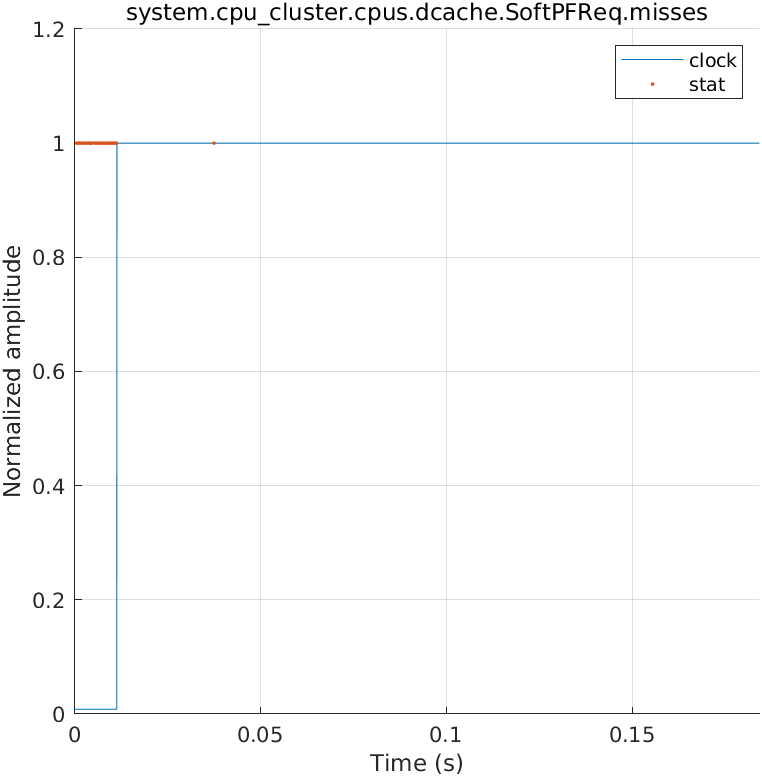 system.cpu_cluster.cpus.dcache.SoftPFReq.misses
1.2
clock
stat
1
0.8
0.6
0.4
0.2
0
Normalized amplitude
0
0.05
0.1
0.15
Time (s)